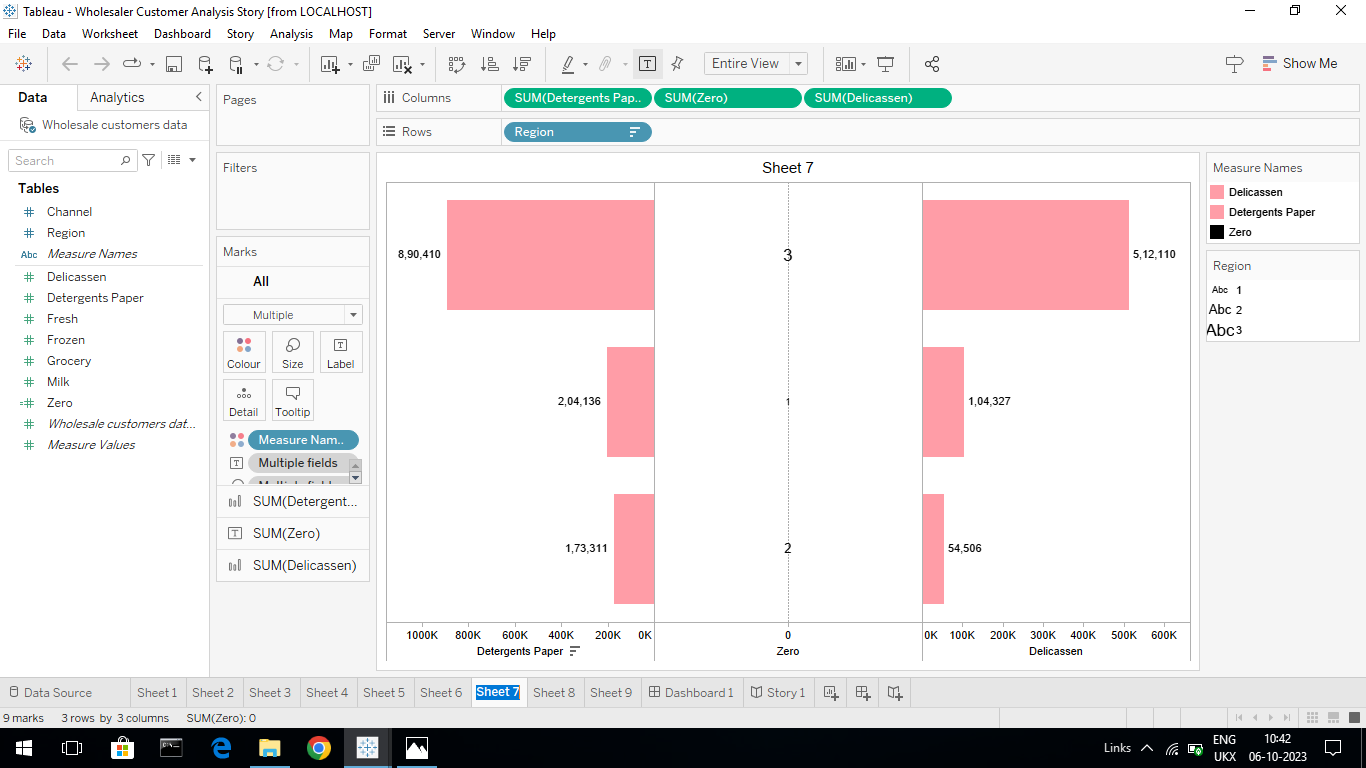 Tableau - Wholesaler Customer Analysis Story [from LOCALHOST]
File Data Worksheet Dashboard Story Analysis Map Format Server Window Help
Entire View
Show Me
Data Analytics
Wholesale customers data
Search
Tables
Channel
Region
Abc Measure Names
Delicassen
Detergents Paper
Fresh
Frozen
Grocery
Milk
Zero
Wholesale customers dat...
Measure Values
Pages
Filters
Marks
All
Multiple
Colour Size Label
Detail Tooltip
Measure Nam..
Multiple fields
SUM(Detergent...
SUM(Zero)
SUM(Delicassen)
Columns SUM(Detergents Pap.. SUM(Zero) SUM(Delicassen)
Rows Region
Sheet 7
8,90,410 3 5,12,110
2,04,136 1 1,04,327
1,73,311 2 54,506
1000K 800K 600K 400K 200K 0K 0 0K 100K 200K 300K 400K 500K 600K
Detergents Paper Zero Delicassen
Measure Names
Delicassen
Detergents Paper
Zero
Region
Abc 1
Abc 2
Abc 3
Data Source Sheet 1 Sheet 2 Sheet 3 Sheet 4 Sheet 5 Sheet 6 Sheet 7 Sheet 8 Sheet 9 Dashboard 1 Story 1
9 marks 3 rows by 3 columns SUM(Zero): 0
Links ENG 10:42
UKX 06-10-2023